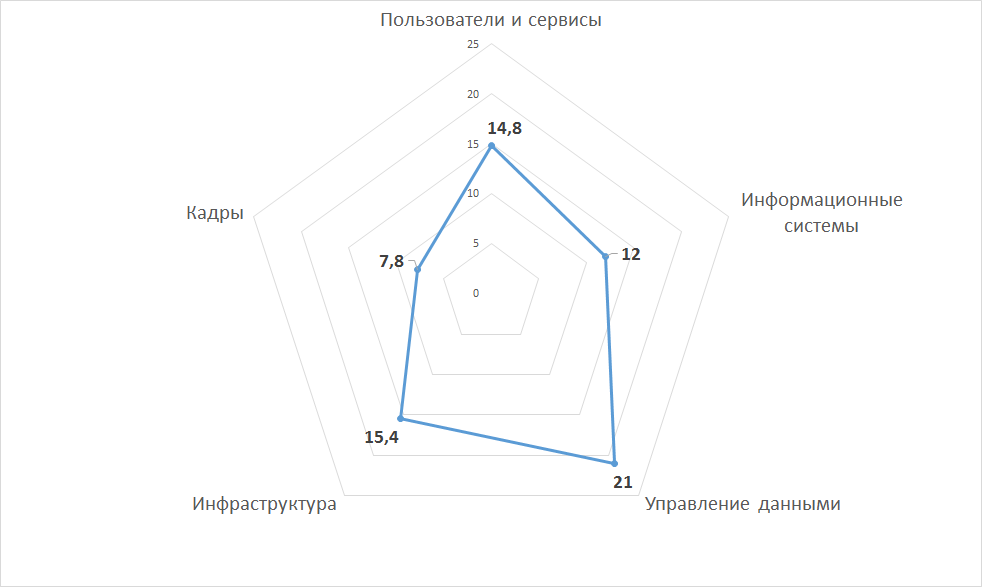 Пользователи и сервисы
25
20
14,8
15
Информационные
системы
10
Кадры
5
12
7,8
0
15,4
21
Инфраструктура
Управление данными